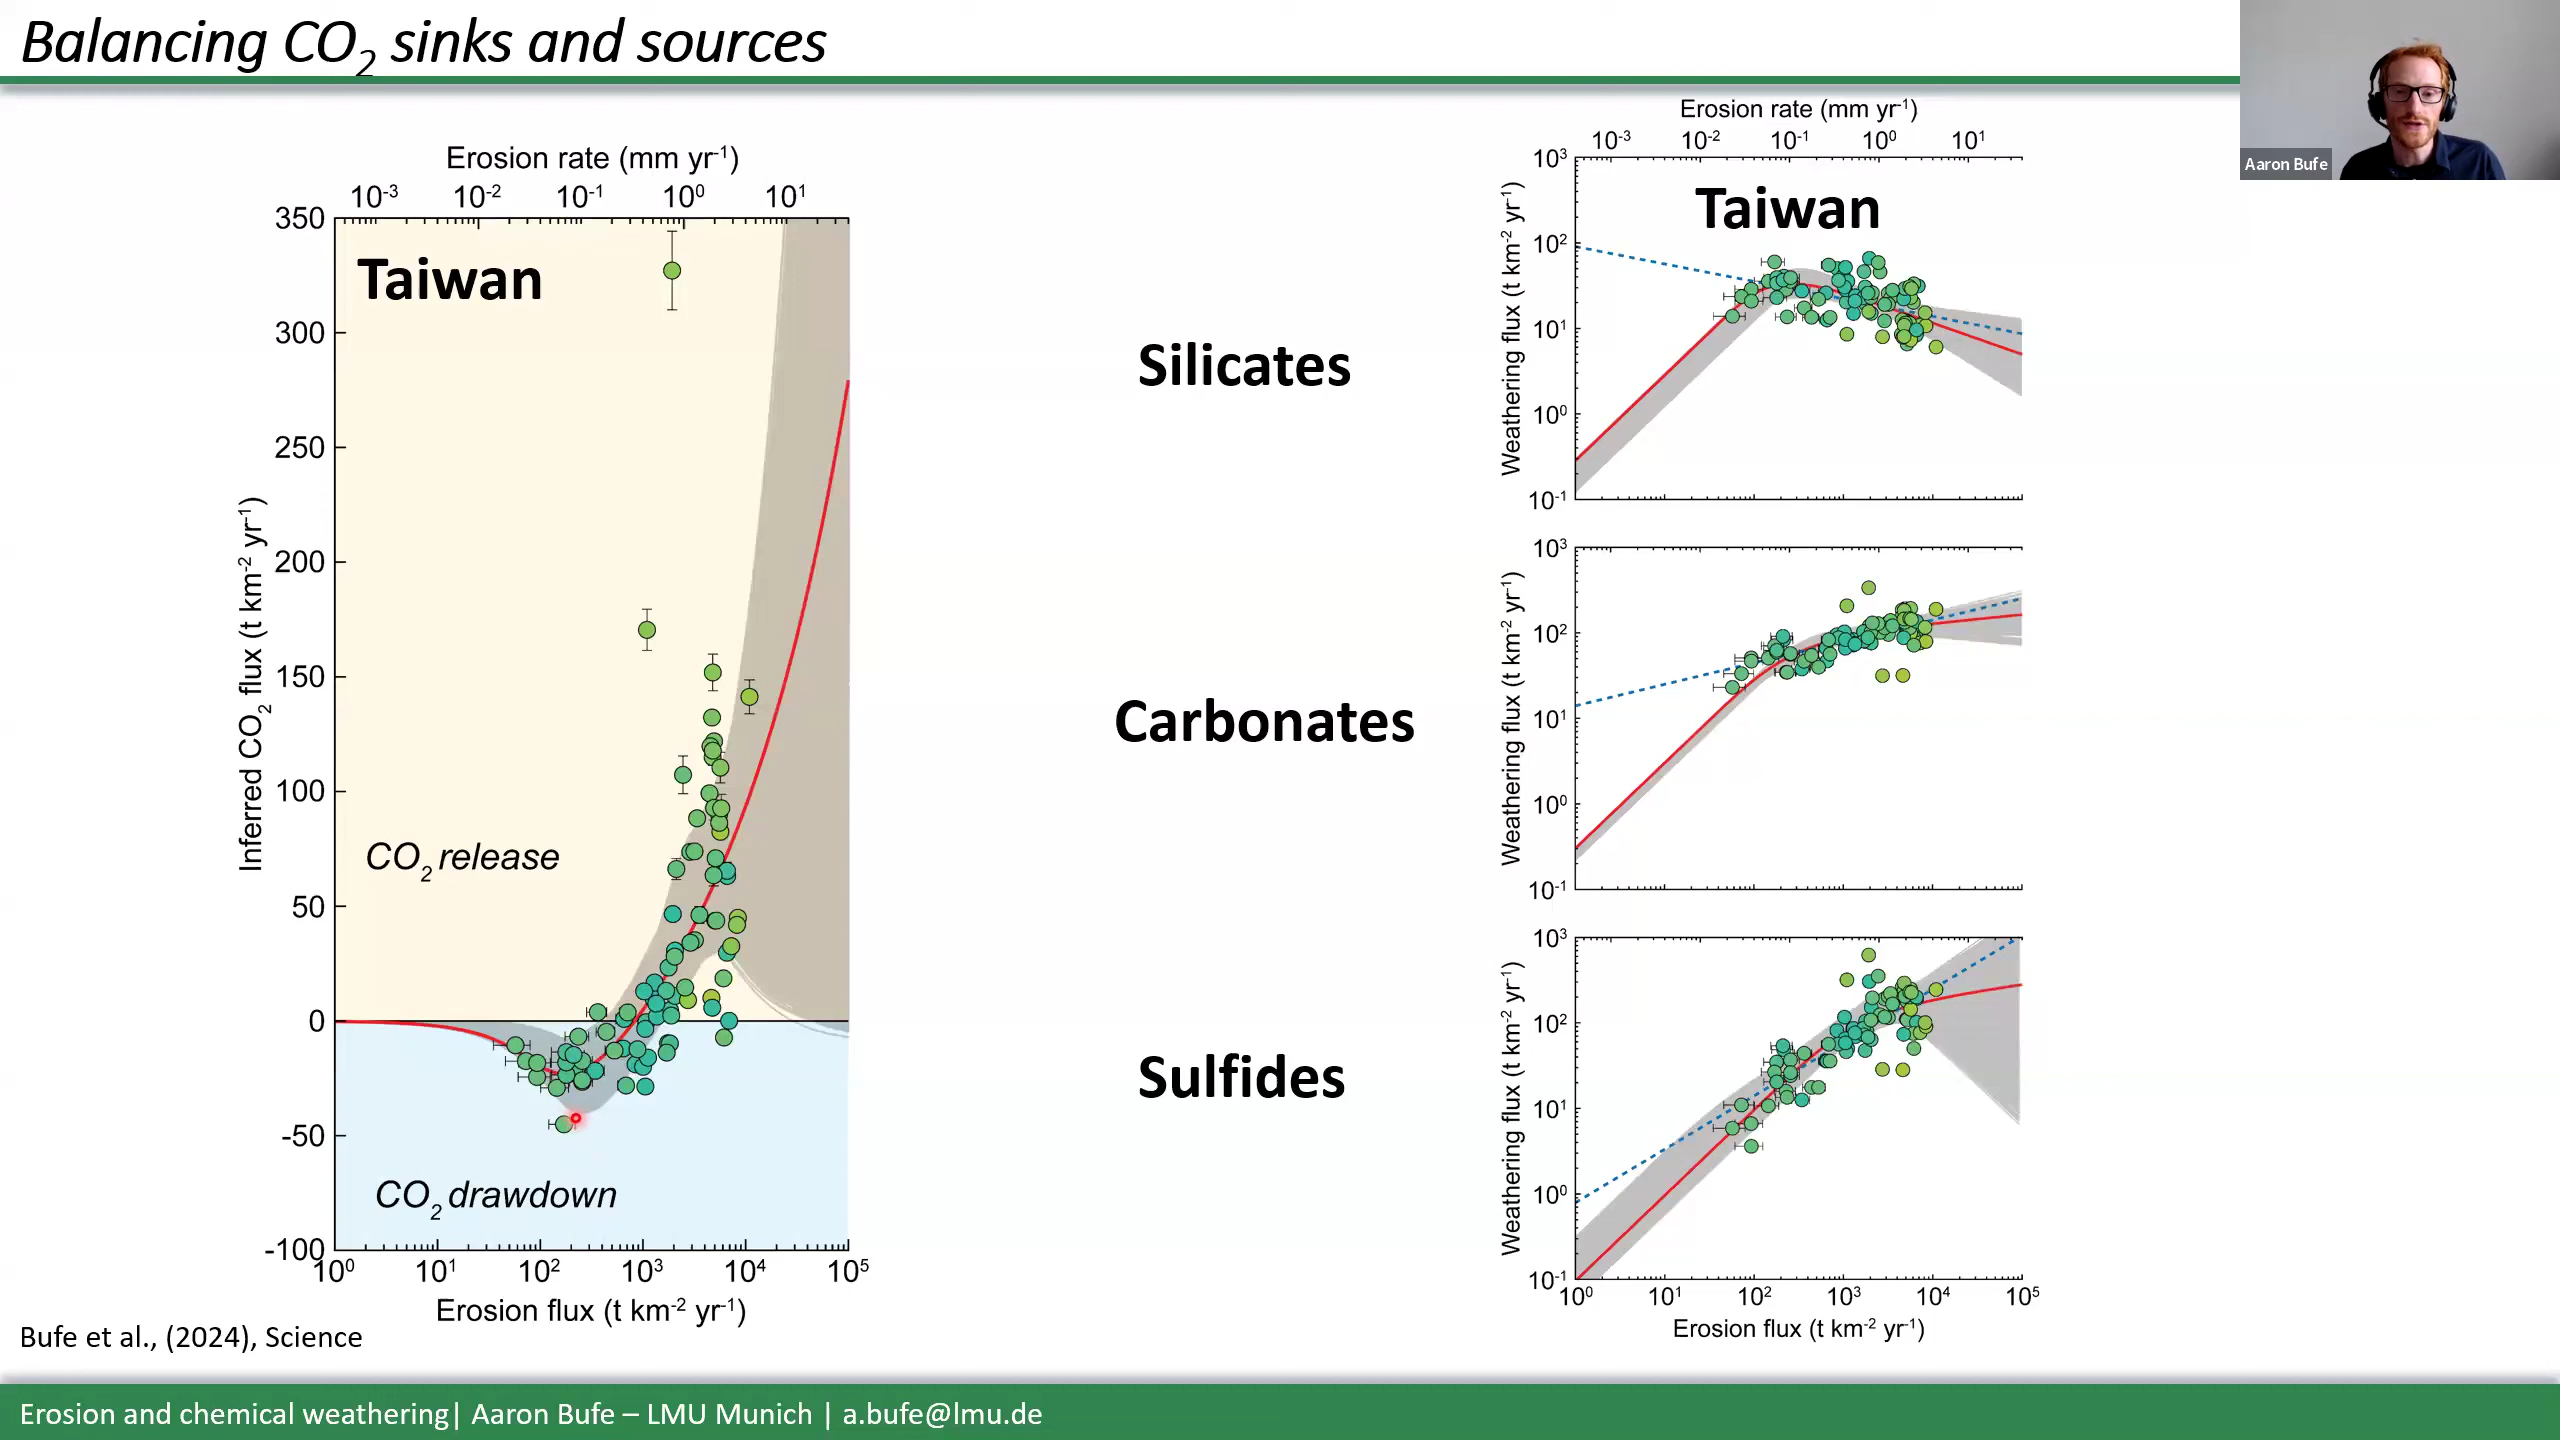 Balancing CO2 sinks and sources
Aaron Bufe
Erosion rate (mm yr-1)
10-3 10-2 10-1 100 101
Taiwan
350
300
250
200
150
100
50
0
-50
-100
Inferred CO2 flux (t km-2 yr-1)
CO2 release
CO2 drawdown
100 101 102 103 104 105
Erosion flux (t km-2 yr-1)
Silicates
Carbonates
Sulfides
Erosion rate (mm yr-1)
10-3 10-2 10-1 100 101
Taiwan
103
102
101
100
10-1
Weathering flux (t km-2 yr-1)
103
102
101
100
10-1
Weathering flux (t km-2 yr-1)
103
102
101
100
10-1
Weathering flux (t km-2 yr-1)
100 101 102 103 104 105
Erosion flux (t km-2 yr-1)
Bufe et al., (2024), Science
Erosion and chemical weathering| Aaron Bufe – LMU Munich | a.bufe@lmu.de